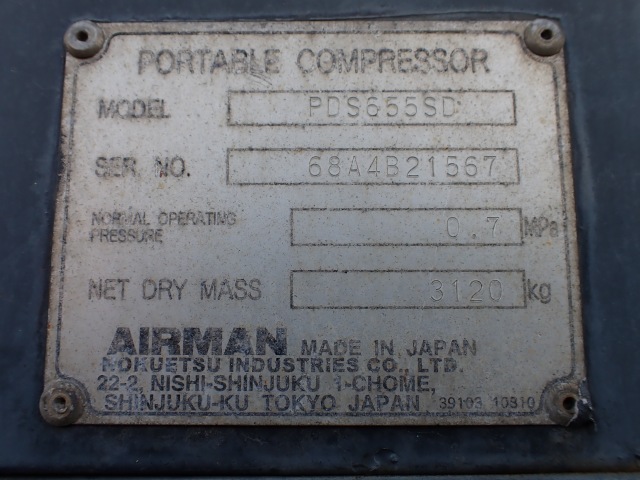 PORTABLE COMPRESSOR
MODEL PDS655SD
SER. NO. 68A4B21567
NORMAL OPERATING
PRESSURE 0.7 MPa
NET DRY MASS 3120 kg
AIRMAN MADE IN JAPAN
HOKUETSU INDUSTRIES CO., LTD.
22-2, NISHI-SHINJUKU 1-CHOME,
SHINJUKU-KU TOKYO JAPAN 39103 10310